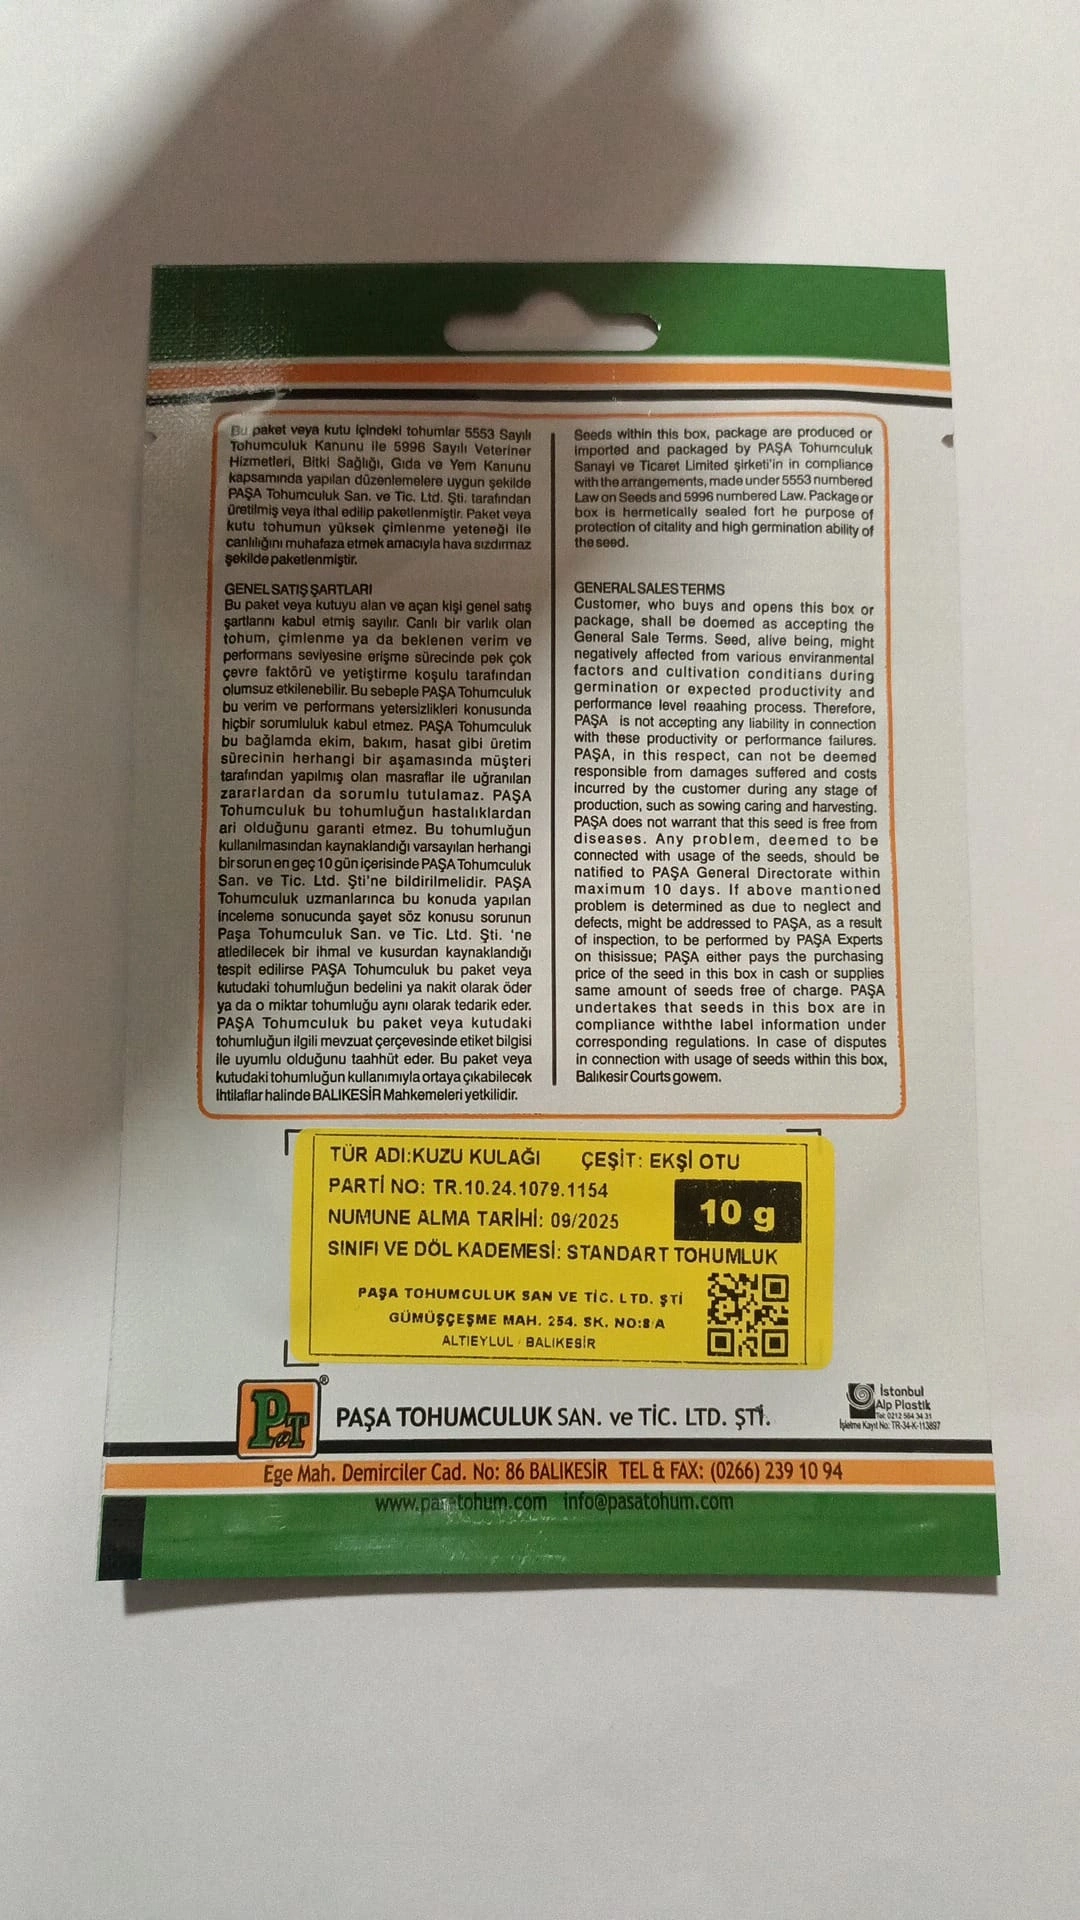 Bu paket veya kutu içindeki tohumlar 5553 Sayılı
Tohumculuk Kanunu ile 5996 Sayılı Veteriner
Hizmetleri, Bitki Sağlığı, Gıda ve Yem Kanunu
kapsamında yapılan düzenlemelere uygun şekilde
PAŞA Tohumculuk San. ve Tic. Ltd. Şti. tarafından
üretilmiş veya ithal edilip paketlenmiştir. Paket veya
kutu tohumun yüksek çimlenme yeteneği ile
canlılığını muhafaza etmek amacıyla hava sızdırmaz
şekilde paketlenmiştir.
GENEL SATIŞ ŞARTLARI
Bu paket veya kutuyu alan ve açan kişi genel satış
şartlarını kabul etmiş sayılır. Canlı bir varlık olan
tohum, çimlenme ya da beklenen verim ve
performans seviyesine erişme sürecinde pek çok
çevre faktörü ve yetiştirme koşulu tarafından
olumsuz etkilenebilir. Bu sebeple PAŞA Tohumculuk
bu verim ve performans yetersizlikleri konusunda
hiçbir sorumluluk kabul etmez. PAŞA Tohumculuk
bu bağlamda ekim, bakım, hasat gibi üretim
sürecinin herhangi bir aşamasında müşteri
tarafından yapılmış olan masraflar ile uğranılan
zararlardan da sorumlu tutulamaz. PAŞA
Tohumculuk bu tohumluğun hastalıklardan
ari olduğunu garanti etmez. Bu tohumluğun
kullanılmasından kaynaklandığı varsayılan herhangi
bir sorun en geç 10 gün içerisinde PAŞA Tohumculuk
San. ve Tic. Ltd. Şti'ne bildirilmelidir. PAŞA
Tohumculuk uzmanlarınca bu konuda yapılan
inceleme sonucunda şayet söz konusu sorunun
Paşa Tohumculuk San. ve Tic. Ltd. Şti. 'ne
atledilecek bir ihmal ve kusurdan kaynaklandığı
tespit edilirse PAŞA Tohumculuk bu paket veya
kutudaki tohumluğun bedelini ya nakit olarak öder
ya da o miktar tohumluğu aynı olarak tedarik eder.
PAŞA Tohumculuk bu paket veya kutudaki
tohumluğun ilgili mevzuat çerçevesinde etiket bilgisi
ile uyumlu olduğunu taahhüt eder. Bu paket veya
kutudaki tohumluğun kullanımıyla ortaya çıkabilecek
ihtilaflar halinde BALIKESİR Mahkemeleri yetkilidir.
Seeds within this box, package are produced or
imported and packaged by PAŞA Tohumculuk
Sanayi ve Ticaret Limited şirketi'in in compliance
with the arrangements, made under 5553 numbered
Law on Seeds and 5996 numbered Law. Package or
box is hermetically sealed fort he purpose of
protection of citality and high germination ability of
the seed.
GENERAL SALES TERMS
Customer, who buys and opens this box or
package, shall be doemed as accepting the
General Sale Terms. Seed, alive being, might
negatively affected from various enviranmental
factors and cultivation conditians during
germination or expected productivity and
performance level reaahing process. Therefore,
PAŞA is not accepting any liability in connection
with these productivity or performance failures.
PAŞA, in this respect, can not be deemed
responsible from damages suffered and costs
incurred by the customer during any stage of
production, such as sowing caring and harvesting.
PAŞA does not warrant that this seed is free from
diseases. Any problem, deemed to be
connected with usage of the seeds, should be
natified to PAŞA General Directorate within
maximum 10 days. If above mantioned
problem is determined as due to neglect and
defects, might be addressed to PAŞA, as a result
of inspection, to be performed by PAŞA Experts
on thisissue; PAŞA either pays the purchasing
price of the seed in this box in cash or supplies
same amount of seeds free of charge. PAŞA
undertakes that seeds in this box are in
compliance withthe label information under
corresponding regulations. In case of disputes
in connection with usage of seeds within this box,
Balıkesir Courts gowem.
TÜR ADI:KUZU KULAĞI ÇEŞİT: EKŞİ OTU
PARTİ NO: TR.10.24.1079.1154
NUMUNE ALMA TARİHİ: 09/2025
10 g
SINIFI VE DÖL KADEMESİ: STANDART TOHUMLUK
PAŞA TOHUMCULUK SAN VE TİC. LTD. ŞTİ
GÜMÜŞÇEŞME MAH. 254. SK. NO:8/A
ALTIEYLUL - BALIKESİR
PaT
®
PAŞA TOHUMCULUK SAN. ve TİC. LTD. ŞTİ.
İstanbul
Alp Plastik
Tel: 0212 564 34 31
İşletme Kayıt No: TR-34-K-113897
Ege Mah. Demirciler Cad. No: 86 BALIKESİR TEL & FAX: (0266) 239 10 94
www.pasatohum.com info@pasatohum.com